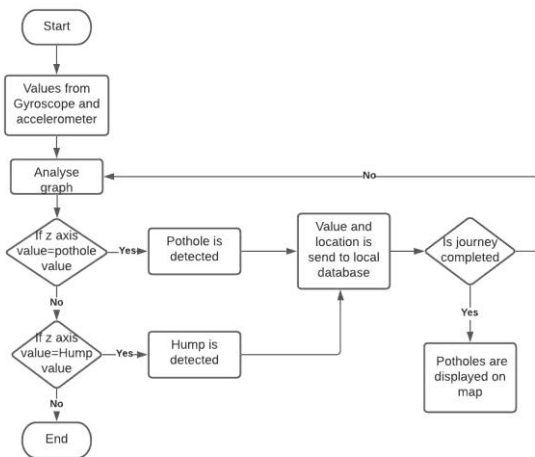 Start
Values from
Gyroscope and
accelerometer
Analyse
graph
No
If z axis
value=pothole
value
Yes
Pothole is
detected
Value and
location is
send to local
database
Is journey
completed
No
Yes
If z axis
value=Hump
value
Yes
Hump is
detected
Potholes are
displayed on
map
No
End